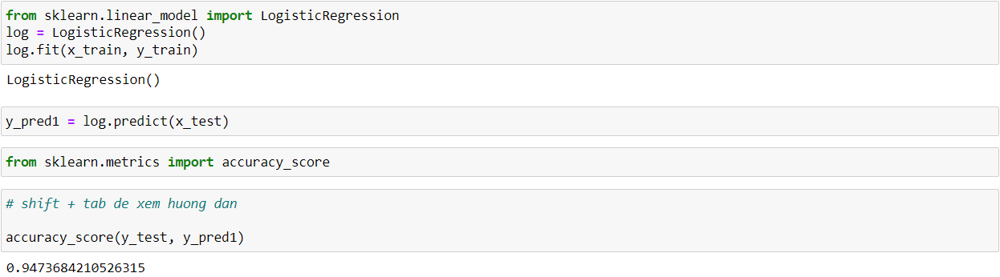 from sklearn.linear_model import LogisticRegression
log = LogisticRegression()
log.fit(x_train, y_train)
LogisticRegression()
y_pred1 = log.predict(x_test)
from sklearn.metrics import accuracy_score
# shift + tab de xem huong dan
accuracy_score(y_test, y_pred1)
0.9473684210526315